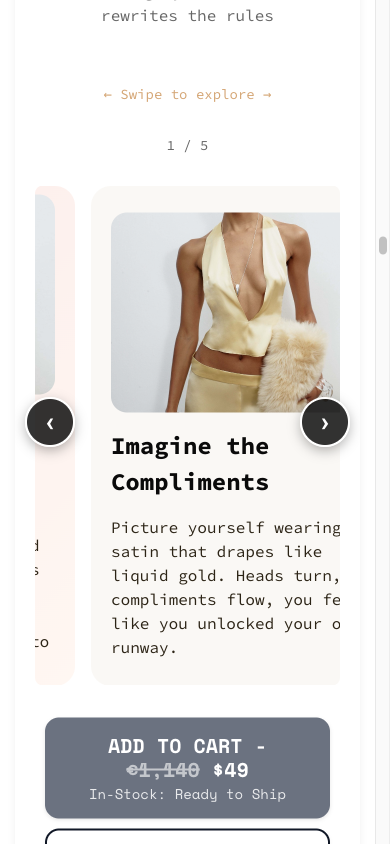 rewrites the rules
← Swipe to explore →
1 / 5
to
‹
›
Imagine the
Compliments
Picture yourself wearing
satin that drapes like
liquid gold. Heads turn,
compliments flow, you fe
like you unlocked your o
runway.
ADD TO CART -
€1,140 $49
In-Stock: Ready to Ship